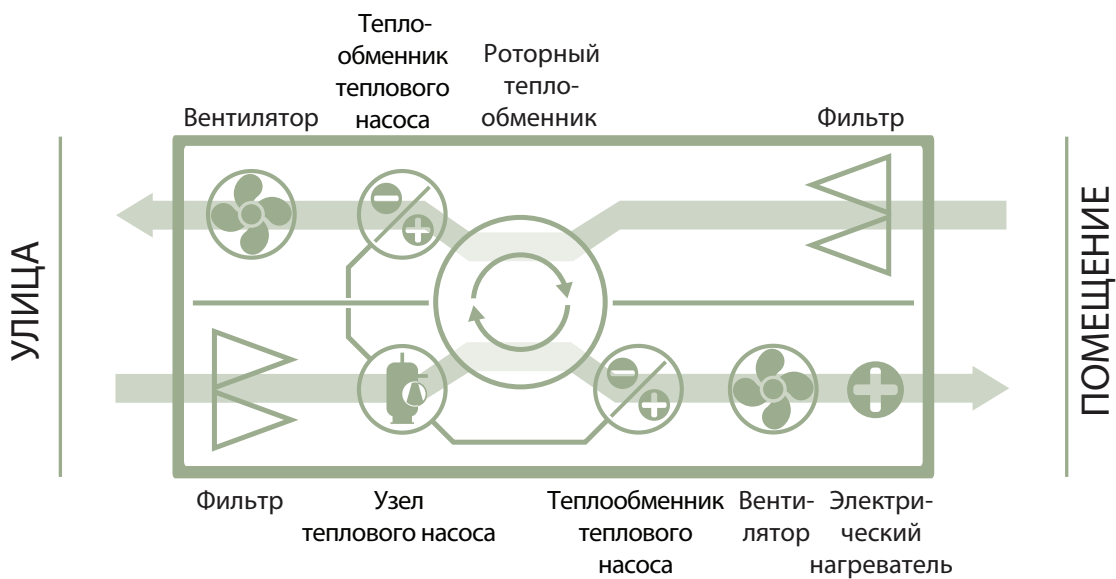 Тепло-
обменник
теплового
насоса
Роторный
тепло-
обменник
Вентилятор
Фильтр
УЛИЦА
ПОМЕЩЕНИЕ
Фильтр
Узел
теплового насоса
Теплообменник
теплового
насоса
Венти-
лятор
Электри-
ческий
нагреватель